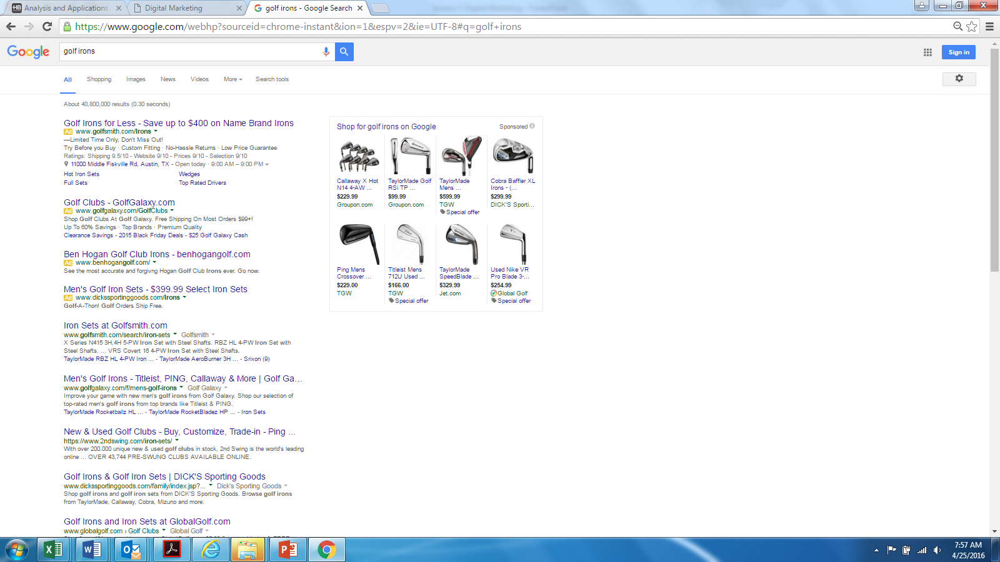 Analysis and Applications
Digital Marketing
golf irons - Google Search
https://www.google.com/webhp?sourceid=chrome-instant&ion=1&espv=2&ie=UTF-8#q=golf+irons
Google
golf irons
Sign in
All Shopping Images News Videos More Search tools
About 40,800,000 results (0.30 seconds)
Golf Irons for Less - Save up to $400 on Name Brand Irons
Ad www.golfsmith.com/Irons
—Limited Time Only, Don't Miss Out!
Try Before you Buy · Custom Fitting · No-Hassle Returns · Low Price Guarantee
Ratings: Shipping 9.5/10 - Website 9/10 - Prices 9/10 - Selection 9/10
11000 Middle Fiskville Rd, Austin, TX - Open today · 9:00 AM – 9:00 PM
Hot Iron Sets Wedges
Full Sets Top Rated Drivers
Golf Clubs - GolfGalaxy.com
Ad www.golfgalaxy.com/GolfClubs
Shop Golf Clubs At Golf Galaxy. Free Shipping On Most Orders $99+!
Up To 60% Savings · Top Brands · Premium Quality
Clearance Savings - 2015 Black Friday Deals - $25 Golf Galaxy Cash
Ben Hogan Golf Club Irons - benhogangolf.com
Ad www.benhogangolf.com/
See the most accurate and forgivng Hogan Golf Club Irons ever. Go now.
Men's Golf Iron Sets - $399.99 Select Iron Sets
Ad www.dickssportinggoods.com/Irons
Golf-A-Thon! Golf Orders Ship Free.
Iron Sets at Golfsmith.com
www.golfsmith.com/search/iron-sets Golfsmith
X Series N415 3H,4H 5-PW Iron Set with Steel Shafts. RBZ HL 4-PW Iron Set with
Steel Shafts. ... VRS Covert 16 4-PW Iron Set with Steel Shafts.
TaylorMade RBZ HL 4-PW Iron ... - TaylorMade AeroBurner 3H ... - Srixon (9)
Men's Golf Irons - Titleist, PING, Callaway & More | Golf Ga...
www.golfgalaxy.com/f/mens-golf-irons Golf Galaxy
Improve your game with new men's golf irons from Golf Galaxy. Shop our selection of
top-rated men's golf irons from top brands like Titleist & PING.
TaylorMade Rocketballz HL ... - TaylorMade RocketBladez HP ... - Iron Sets
New & Used Golf Clubs - Buy, Customize, Trade-in - Ping ...
https://www.2ndswing.com/iron-sets/
With over 200,000 unique new & used golf clubs in stock, 2nd Swing is the world's leading
online ... OVER 43,744 PRE-SWUNG CLUBS AVAILABLE ONLINE.
Golf Irons & Golf Iron Sets | DICK'S Sporting Goods
www.dickssportinggoods.com/family/index.jsp?... Dick's Sporting Goods
Shop golf irons and golf iron sets from DICK'S Sporting Goods. Browse golf irons
from TaylorMade, Callaway, Cobra, Mizuno and more.
Golf Irons and Iron Sets at GlobalGolf.com
www.globalgolf.com › Golf Clubs Global Golf
Shop for golf irons on Google
Sponsored
Callaway X Hot
N14 4-AW ...
$229.99
Groupon.com
TaylorMade Golf
RSi TP ...
$99.99
Groupon.com
TaylorMade
Mens ...
$599.99
TGW
Special offer
Cobra Baffler XL
Irons - (...
$299.99
DICK'S Sporti...
Ping Mens
Crossover ...
$229.00
TGW
Titleist Mens
712U Used ...
$166.00
TGW
Special offer
TaylorMade
SpeedBlade ...
$329.99
Jet.com
Used Nike VR
Pro Blade 3-...
$254.99
Global Golf
Special offer
7:57 AM
4/25/2016